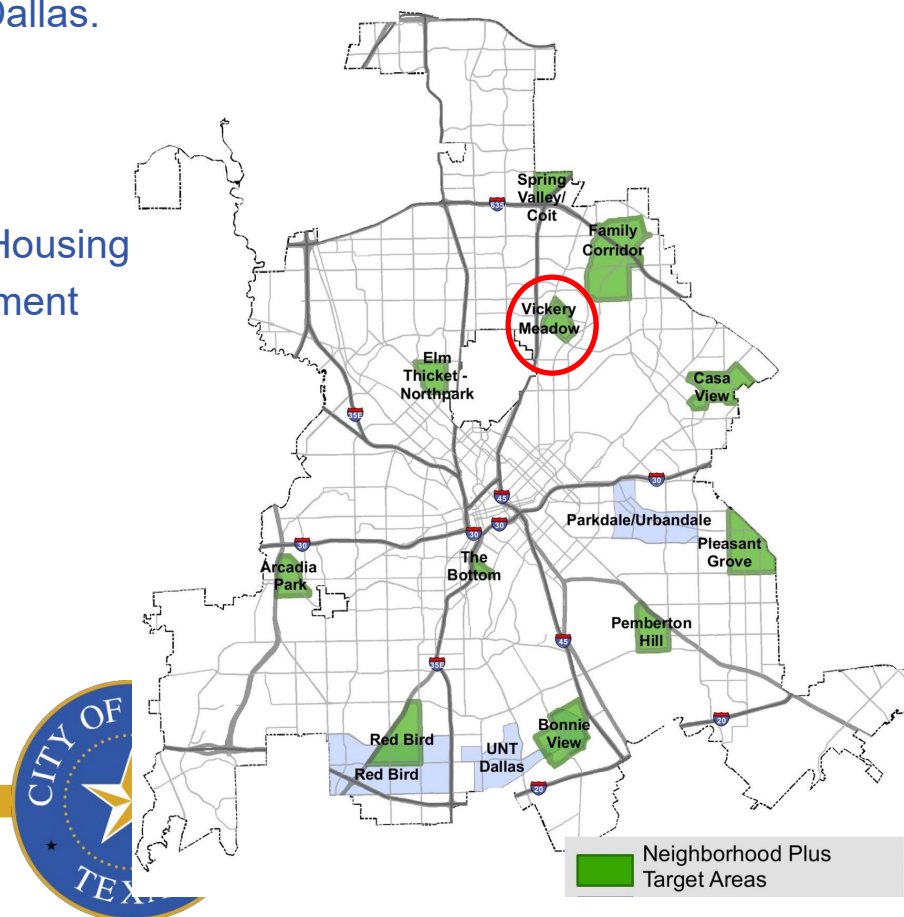 Dallas.
Housing
ment
Spring
Valley/
Coit
635
Family
Corridor
Vickery
Meadow
Elm
Thicket -
Northpark
Casa
View
35E
30
45
30
30
Parkdale/Urbandale
Pleasant
Grove
30
Arcadia
Park
The
Bottom
Pemberton
Hill
45
35E
20
Red Bird
Red Bird
UNT
Dallas
Bonnie
View
20
CITY OF
TEXA
Neighborhood Plus
Target Areas